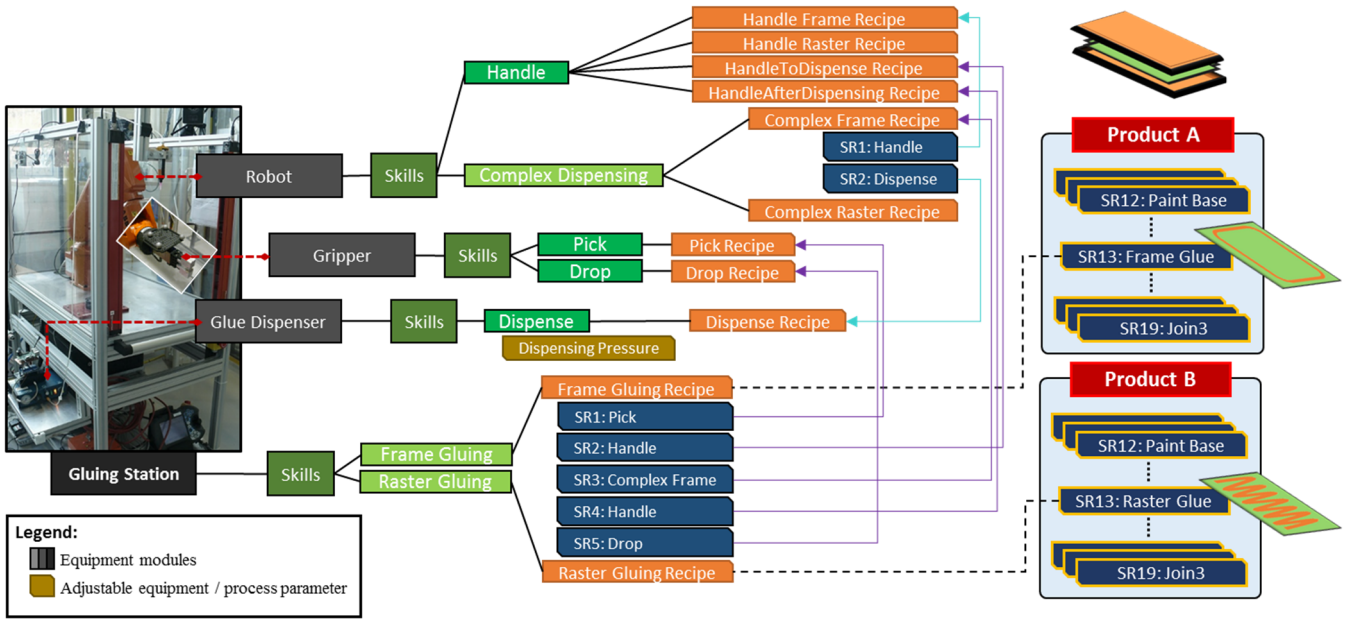 Handle Frame Recipe
Handle Raster Recipe
Handle
HandleToDispense Recipe
HandleAfterDispensing Recipe
Complex Frame Recipe
SR1: Handle
Robot
Skills
Complex Dispensing
SR2: Dispense
Complex Raster Recipe
Gripper
Skills
Pick
Pick Recipe
Drop
Drop Recipe
Glue Dispenser
Skills
Dispense
Dispense Recipe
Dispensing Pressure
Frame Gluing Recipe
SR1: Pick
SR2: Handle
SR3: Complex Frame
SR4: Handle
SR5: Drop
Raster Gluing Recipe
Gluing Station
Skills
Frame Gluing
Raster Gluing
Product A
SR12: Paint Base
SR13: Frame Glue
SR19: Join3
Product B
SR12: Paint Base
SR13: Raster Glue
SR19: Join3
Legend:
Equipment modules
Adjustable equipment / process parameter